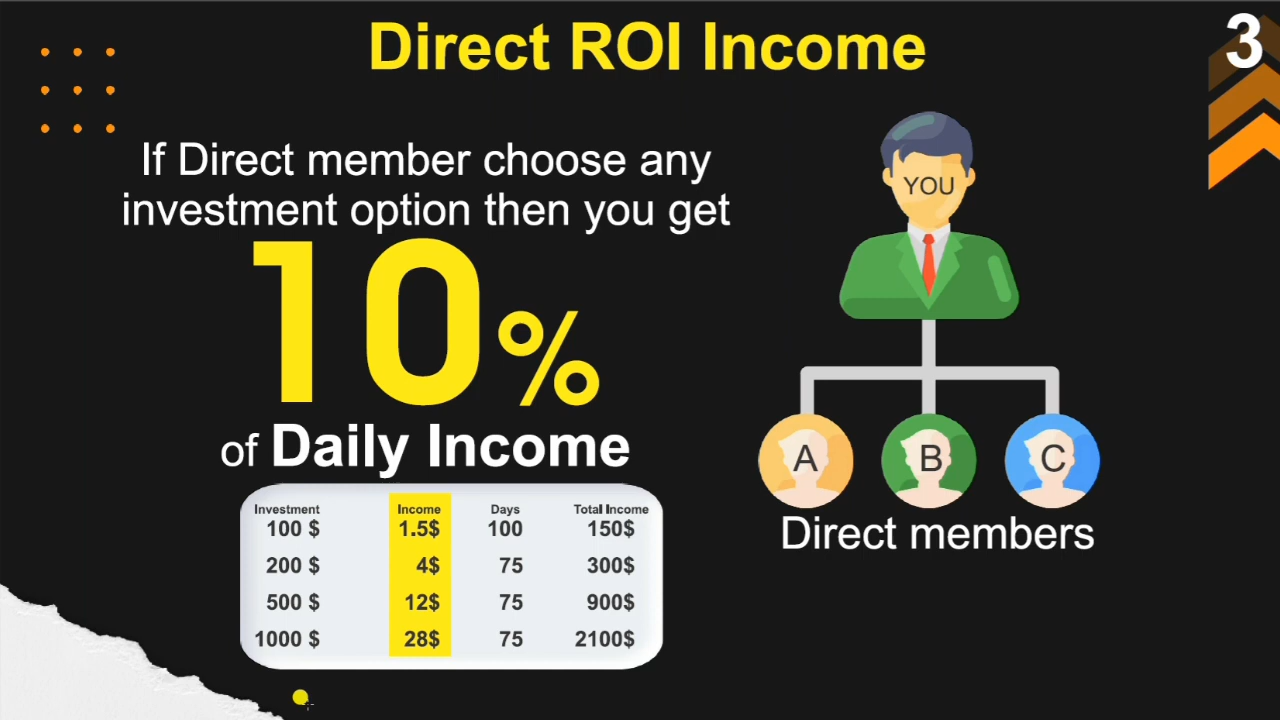 Direct ROI Income
3
If Direct member choose any
investment option then you get
10%
of Daily Income
Investment Income Days Total Income
100 $ 1.5$ 100 150$
200 $ 4$ 75 300$
500 $ 12$ 75 900$
1000 $ 28$ 75 2100$
YOU
A B C
Direct members